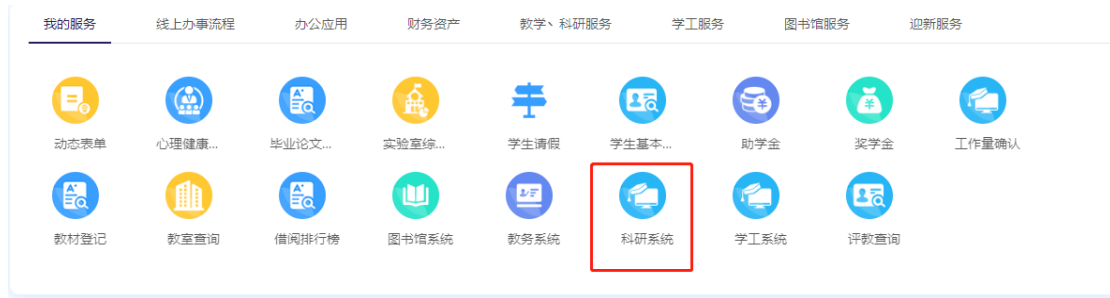 我的服务 线上办事流程 办公应用 财务资产 教学、科研服务 学工服务 图书馆服务 迎新服务
动态表单 心理健康... 毕业论文... 实验室综... 学生请假 学生基本... 助学金 奖学金 工作量确认
教材登记 教室查询 借阅排行榜 图书馆系统 教务系统 科研系统 学工系统 评教查询